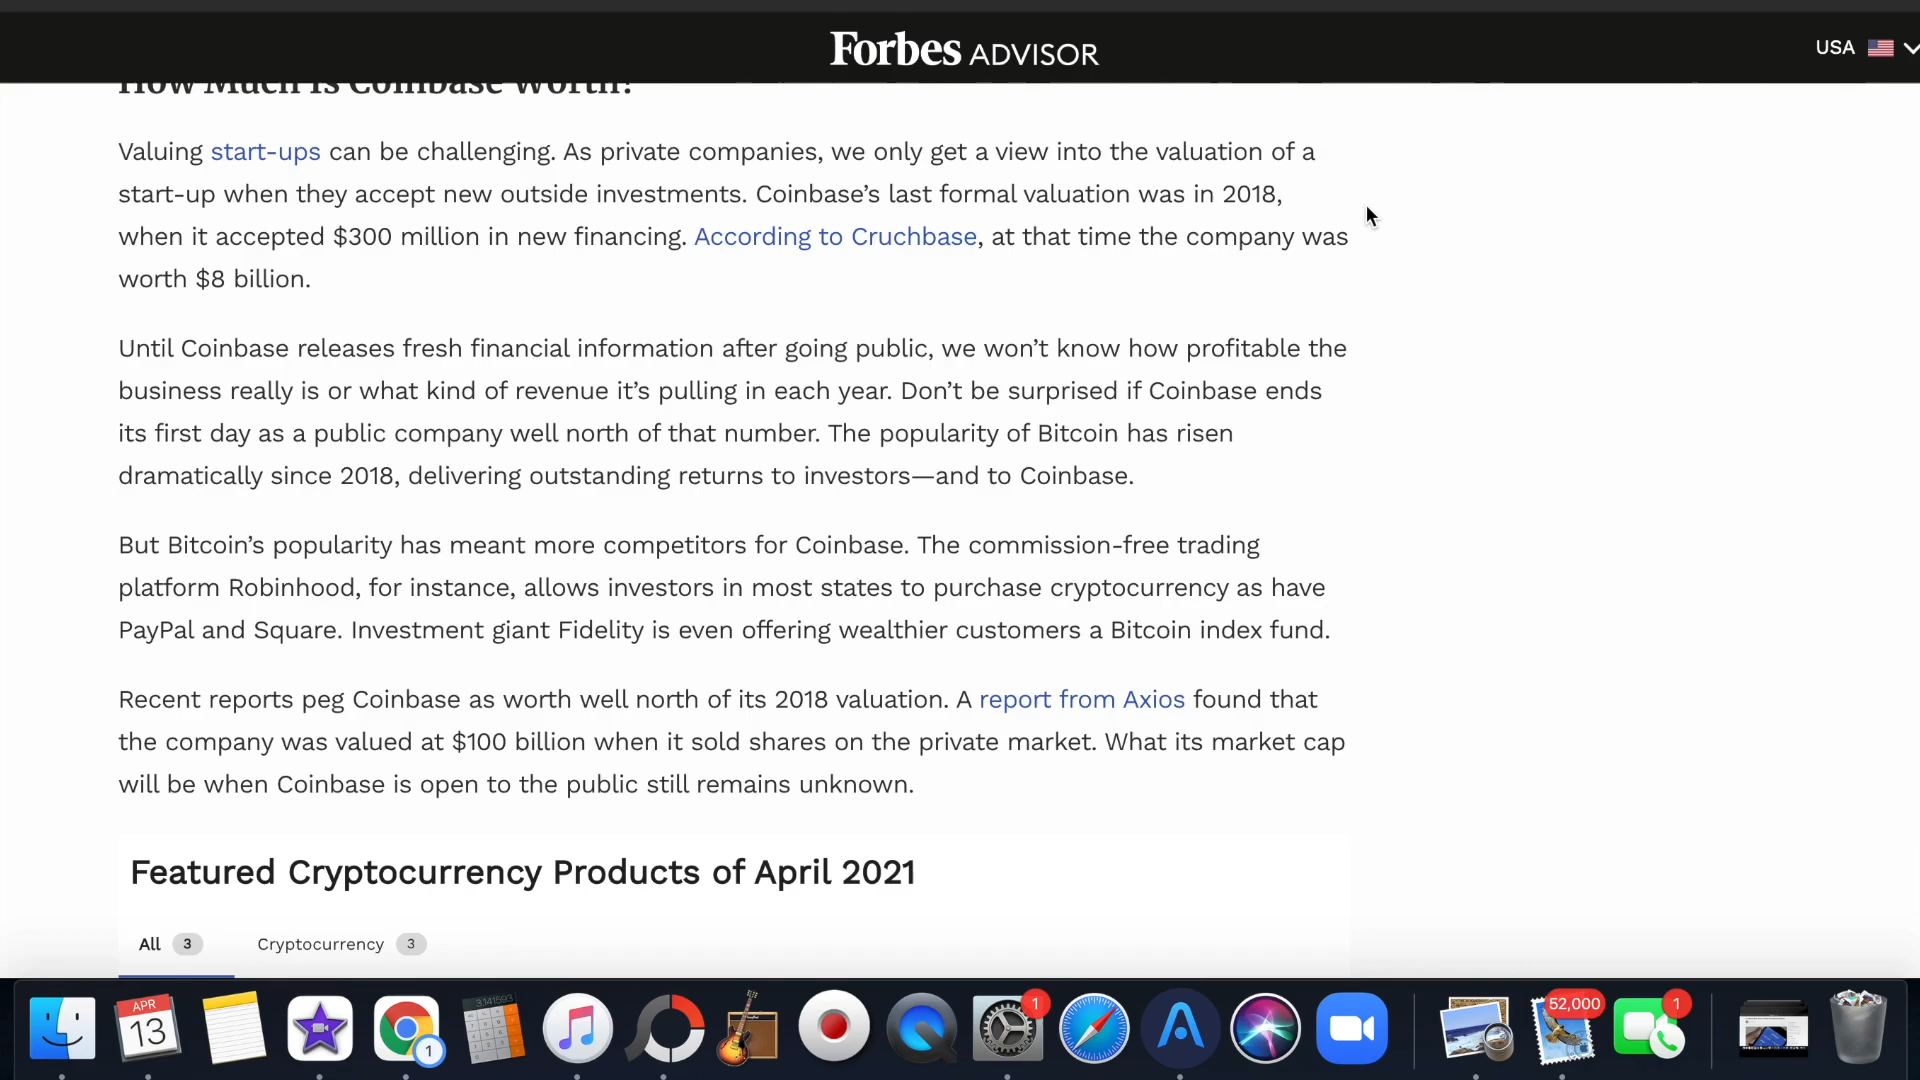 Forbes ADVISOR
USA
How Much Is Coinbase Worth?
Valuing start-ups can be challenging. As private companies, we only get a view into the valuation of a
start-up when they accept new outside investments. Coinbase’s last formal valuation was in 2018,
when it accepted $300 million in new financing. According to Cruchbase, at that time the company was
worth $8 billion.
Until Coinbase releases fresh financial information after going public, we won’t know how profitable the
business really is or what kind of revenue it’s pulling in each year. Don’t be surprised if Coinbase ends
its first day as a public company well north of that number. The popularity of Bitcoin has risen
dramatically since 2018, delivering outstanding returns to investors—and to Coinbase.
But Bitcoin’s popularity has meant more competitors for Coinbase. The commission-free trading
platform Robinhood, for instance, allows investors in most states to purchase cryptocurrency as have
PayPal and Square. Investment giant Fidelity is even offering wealthier customers a Bitcoin index fund.
Recent reports peg Coinbase as worth well north of its 2018 valuation. A report from Axios found that
the company was valued at $100 billion when it sold shares on the private market. What its market cap
will be when Coinbase is open to the public still remains unknown.
Featured Cryptocurrency Products of April 2021
All 3 Cryptocurrency 3
APR
13
1
3.141593
1
52,000
1